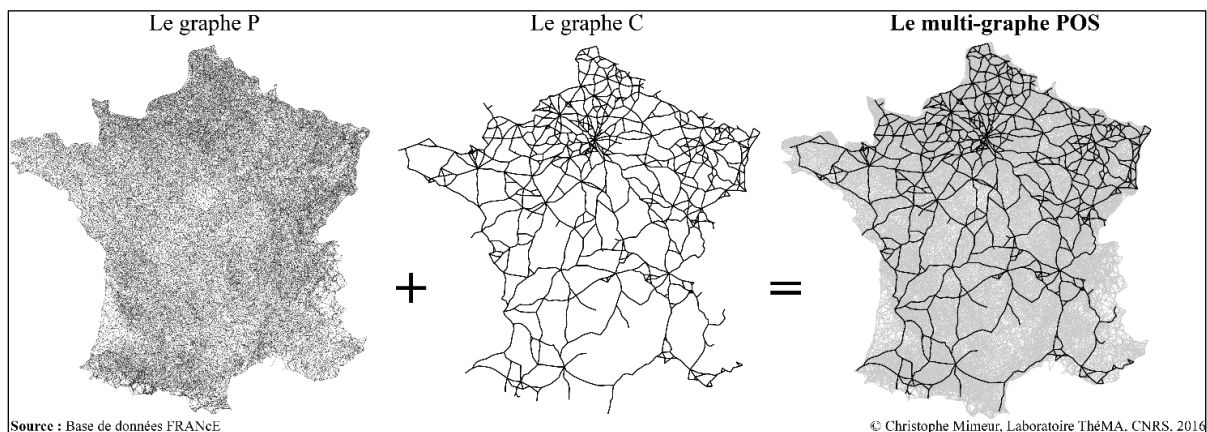 Le graphe P
Le graphe C
Le multi-graphe POS
+
=
Source : Base de données FRANcE
© Christophe Mimeur, Laboratoire ThéMA, CNRS, 2016